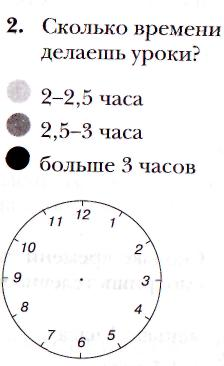 2. Сколько времени
делаешь уроки?
2–2,5 часа
2,5–3 часа
больше 3 часов
12
11 1
10 2
9 3
8 4
7 5
6